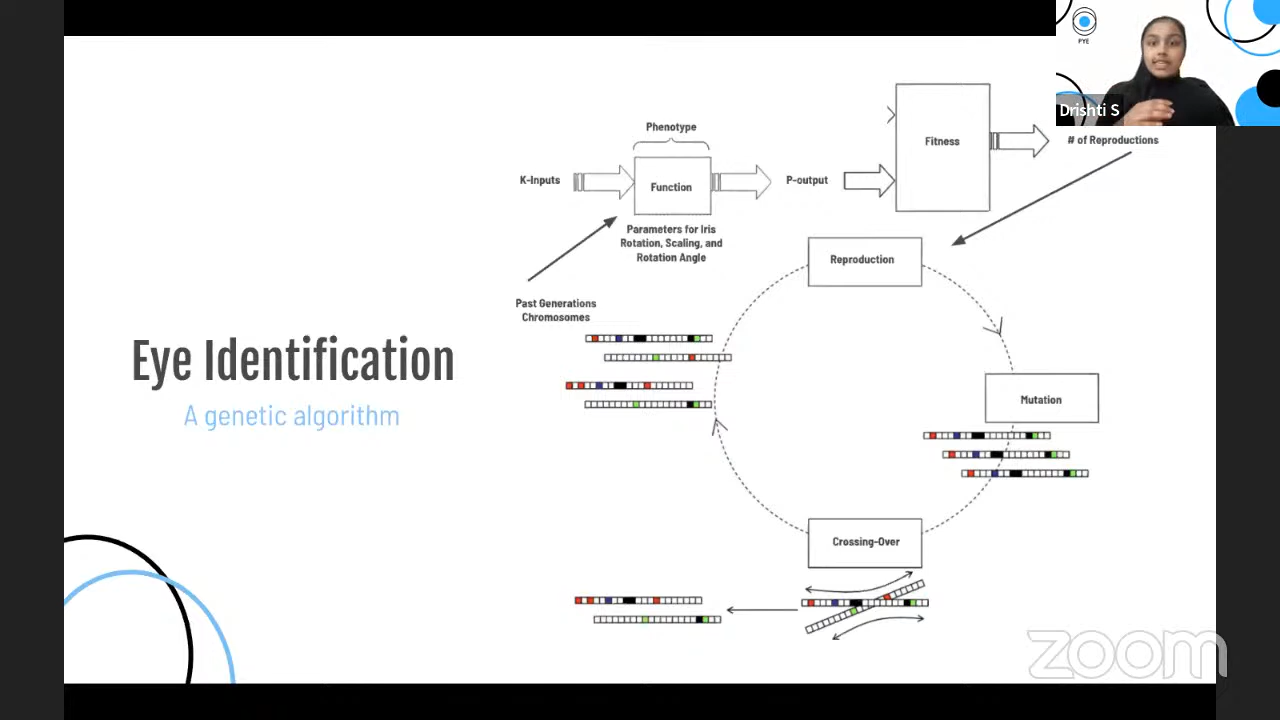 PYE
Drishti S
Phenotype
Fitness
# of Reproductions
K-Inputs
Function
P-output
Parameters for Iris
Rotation, Scaling, and
Rotation Angle
Reproduction
Past Generations
Chromosomes
Eye Identification
A genetic algorithm
Mutation
Crossing-Over
zoom